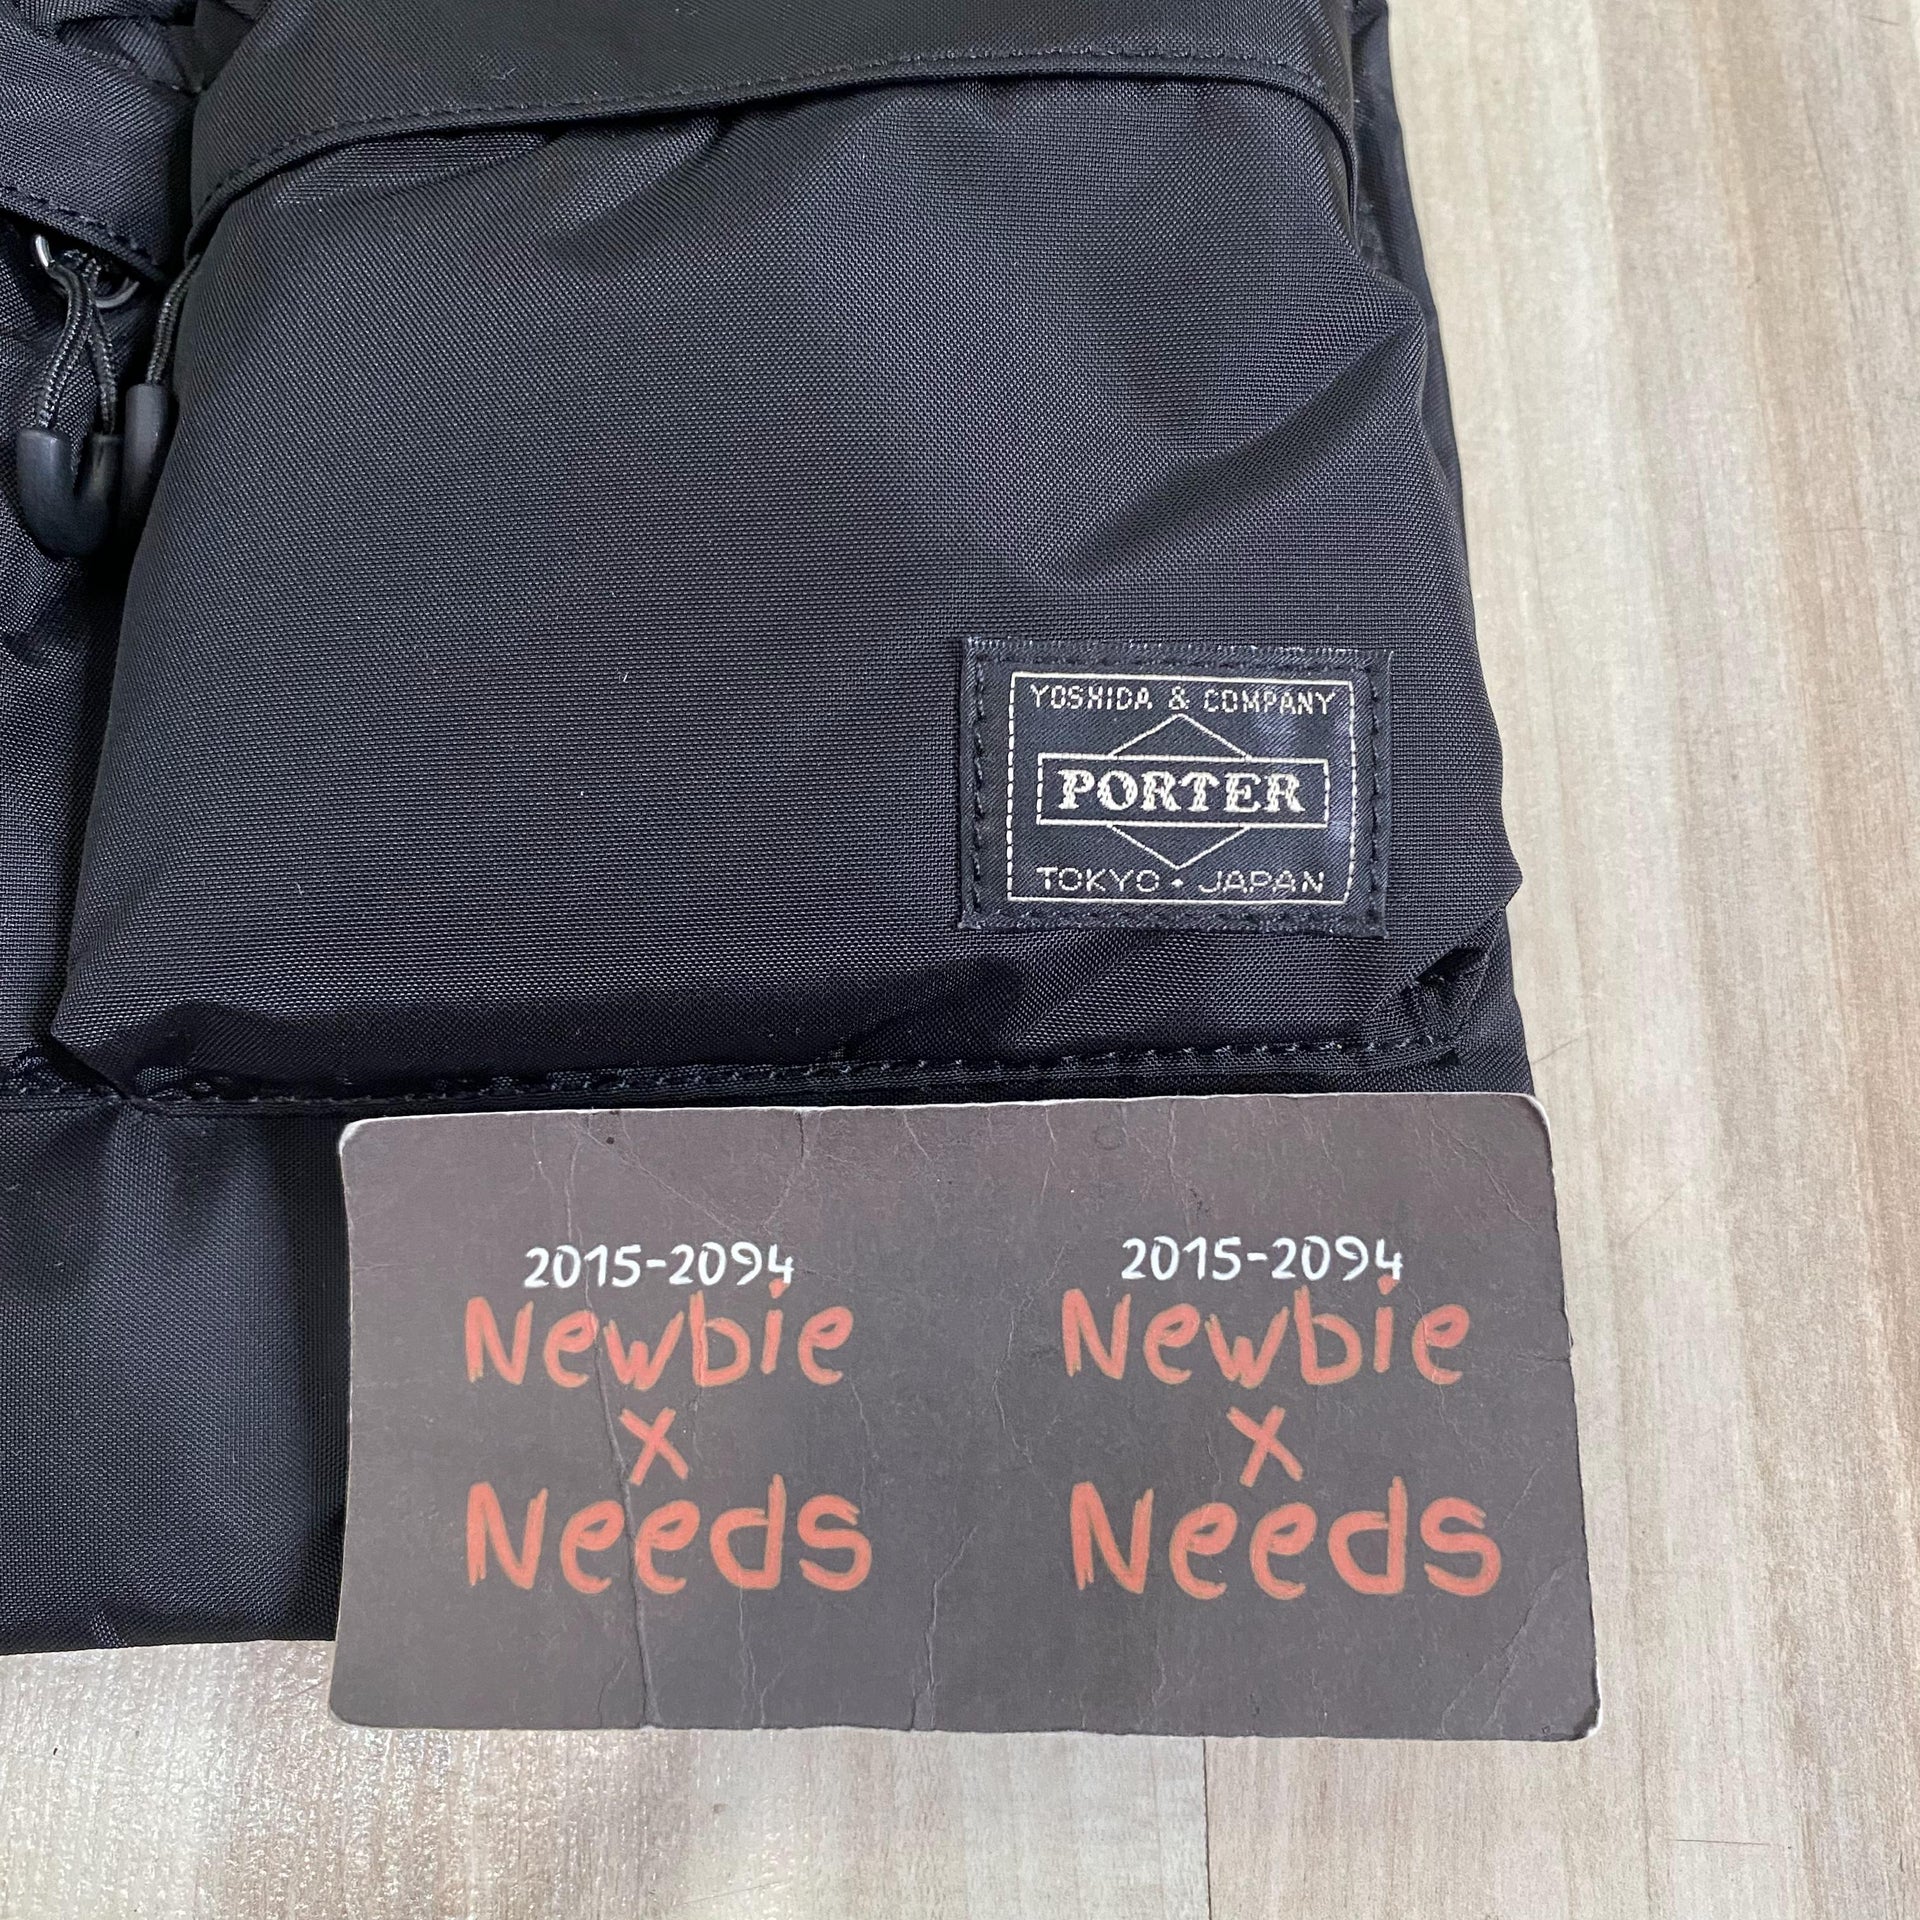 YOSHIDA & COMPANY
PORTER
TOKYO · JAPAN
2015-2094
Newbie
x
Needs
2015-2094
Newbie
x
Needs